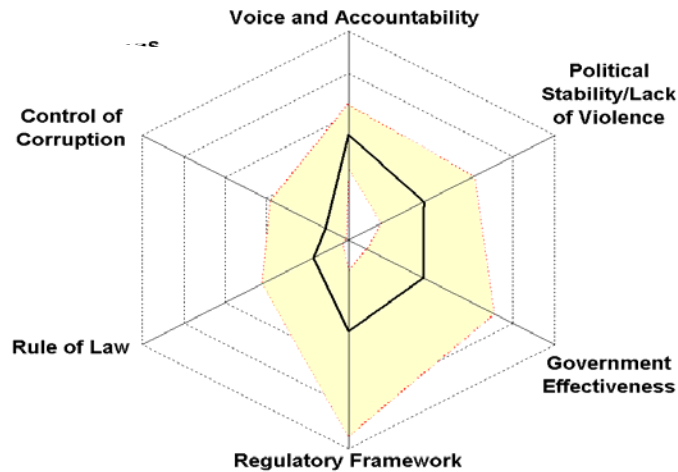 Voice and Accountability
Political
Stability/Lack
of Violence
Control of
Corruption
Rule of Law
Government
Effectiveness
Regulatory Framework